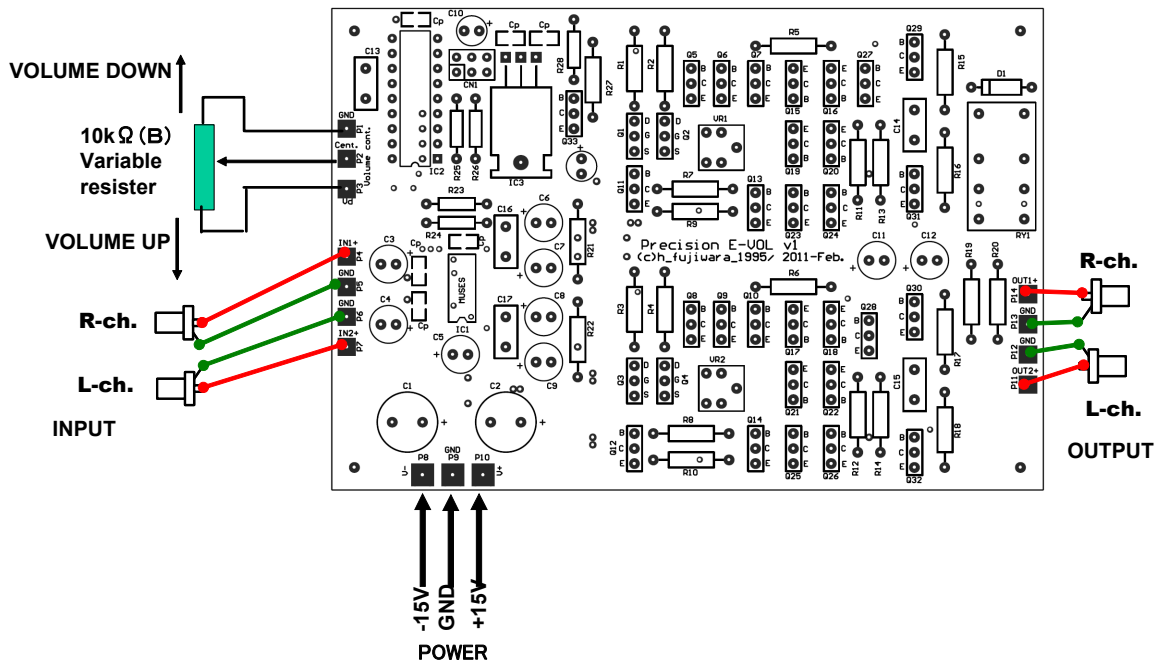 VOLUME DOWN
10kΩ(B)
Variable
resister
VOLUME UP
R-ch.
L-ch.
INPUT
GND
P1
Cent.
P2
P3
Vd
Volume cont.
IN1+
P4
GND
P5
GND
P6
IN2+
P7
C13
Cp
C10
Cp
Cp
CN1
IC2
R25
R26
IC3
R28
R27
Q33
B
C
E
R23
R24
C3
Cp
Cp
C4
Cp
MUSES
IC1
C5
C16
C17
C6
C7
C8
C9
R21
R22
C1
C2
P8
V-
GND
P9
P10
V+
-15V
GND
+15V
POWER
R1
R2
Q5
Q6
Q7
R5
Q15
Q16
Q27
Q29
R15
D1
Q1
D
G
S
Q2
VR1
Q19
Q20
C14
R16
Q11
R7
R9
Q13
Q23
Q24
R11
R13
Q31
RY1
Precision E-VOL v1
(c)h_fujiwara_1995/ 2011-Feb.
C11
C12
R19
R20
R3
R4
Q8
Q9
Q10
R6
Q17
Q18
Q28
Q30
R17
Q3
D
G
S
Q4
VR2
Q21
Q22
C15
R18
Q12
R8
R10
Q14
Q25
Q26
R12
R14
Q32
OUT1+
P14
GND
P13
GND
P12
OUT2+
P11
R-ch.
L-ch.
OUTPUT